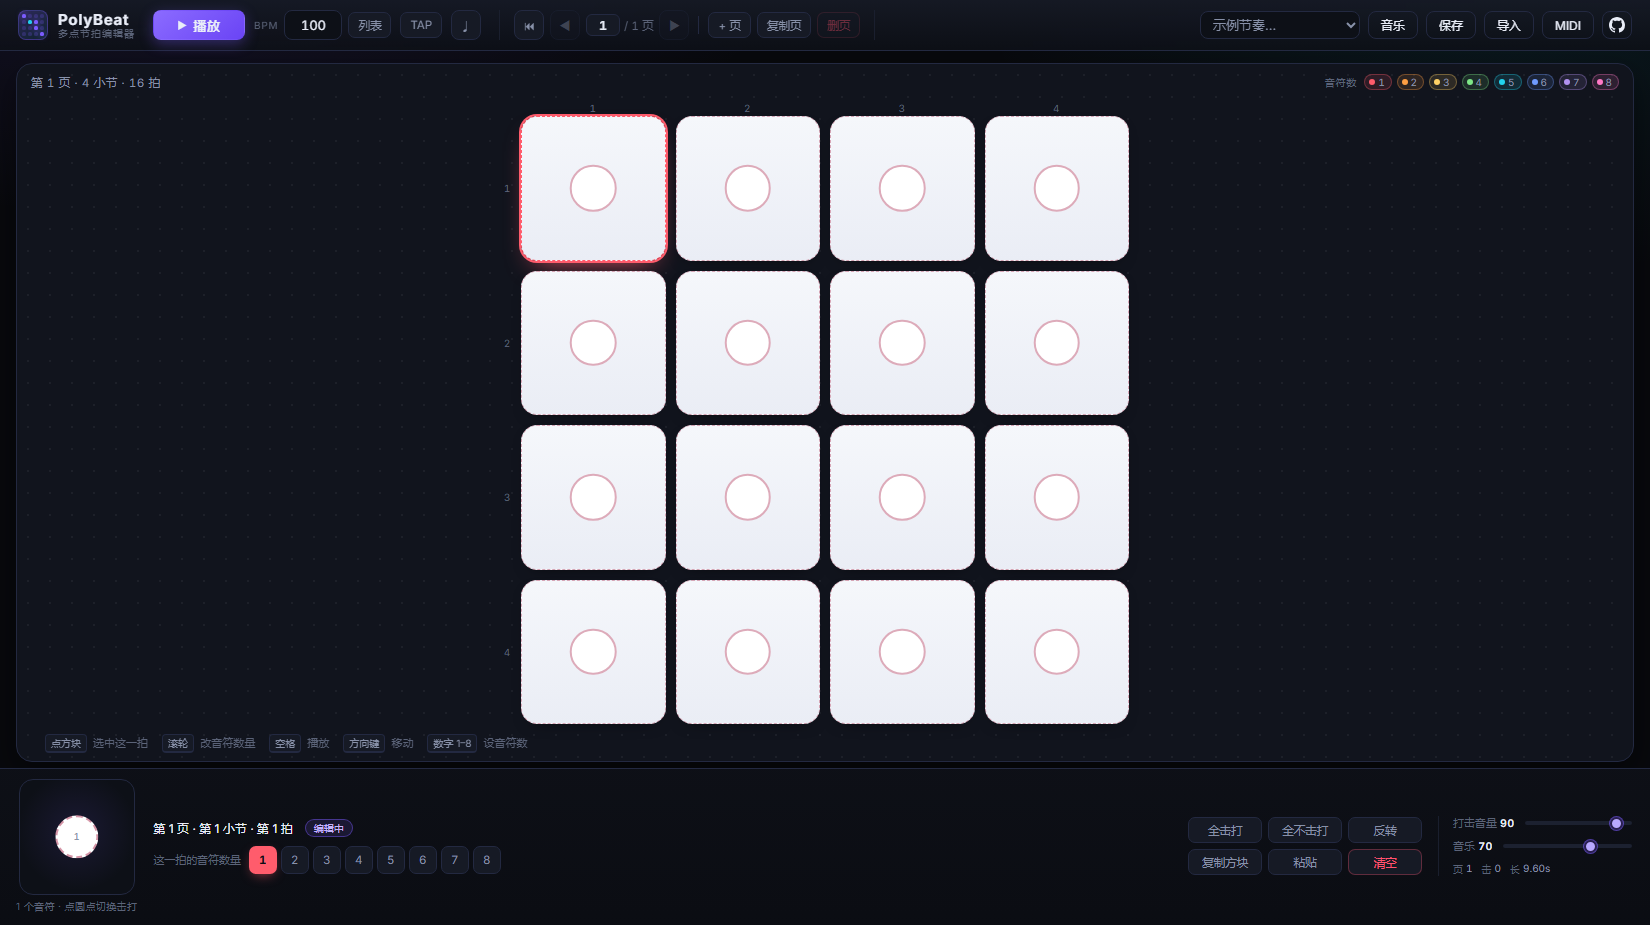 PolyBeat
多点节拍编辑器
播放
BPM 100 列表 TAP ♩
1 / 1 页
+ 页 复制页 删页
示例节奏... 音乐 保存 导入 MIDI
第 1 页 · 4 小节 · 16 拍
音符数 1 2 3 4 5 6 7 8
1 2 3 4
1
2
3
4
点方块 选中这一拍 滚轮 改音符数量 空格 播放 方向键 移动 数字 1-8 设音符数
1
1 个音符 · 点圆点切换击打
第 1 页 · 第 1 小节 · 第 1 拍 编辑中
这一拍的音符数量 1 2 3 4 5 6 7 8
全击打 全不击打 反转
复制方块 粘贴 清空
打击音量 90
音乐 70
页 1 击 0 长 9.60s